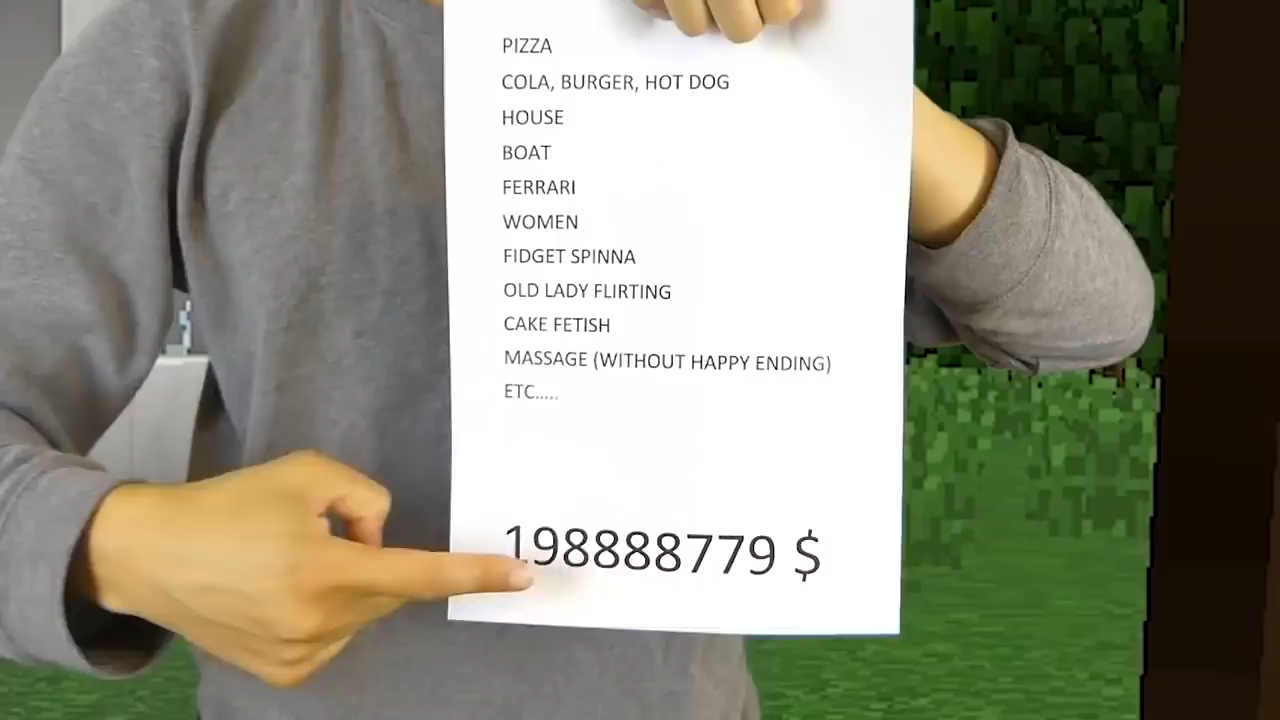 PIZZA
COLA, BURGER, HOT DOG
HOUSE
BOAT
FERRARI
WOMEN
FIDGET SPINNA
OLD LADY FLIRTING
CAKE FETISH
MASSAGE (WITHOUT HAPPY ENDING)
ETC.....
198888779 $